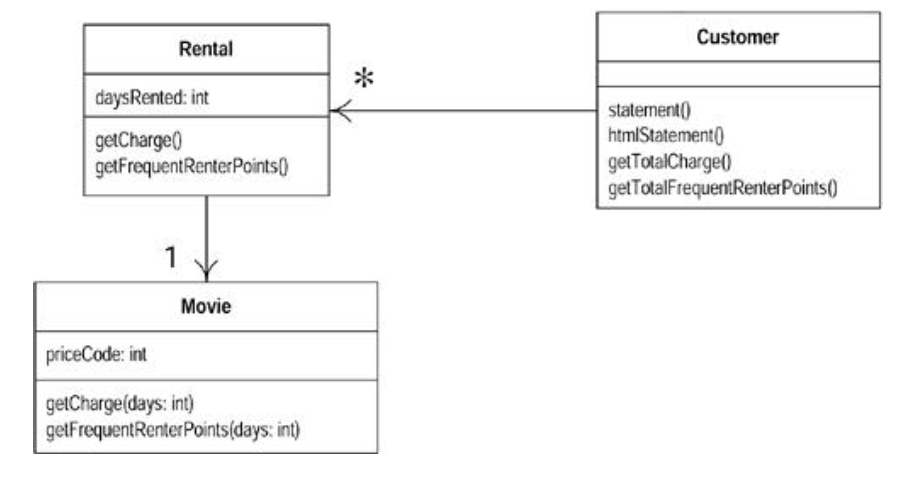 Rental
daysRented: int
getCharge()
getFrequentRenterPoints()
*
Customer
statement()
htmlStatement()
getTotalCharge()
getTotalFrequentRenterPoints()
1
Movie
priceCode: int
getCharge(days: int)
getFrequentRenterPoints(days: int)